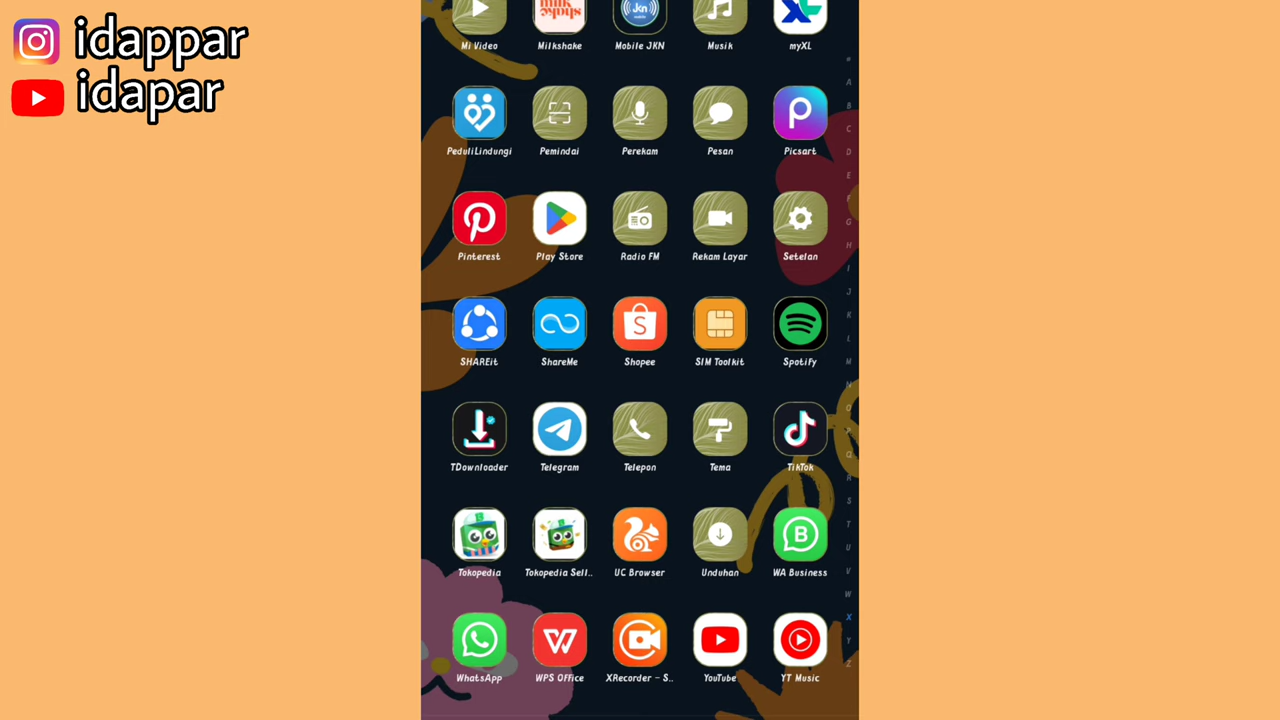 idappar
idapar
Mi Video Milkshake Mobile JKN Musik myXL
PeduliLindungi Pemindai Perekam Pesan Picsart
Pinterest Play Store Radio FM Rekam Layar Setelan
SHAREit ShareMe Shopee SIM Toolkit Spotify
TDownloader Telegram Telepon Tema TikTok
Tokopedia Tokopedia Sell.. UC Browser Unduhan WA Business
WhatsApp WPS Office XRecorder - S.. YouTube YT Music
#
A
B
C
D
E
F
G
H
I
J
K
L
M
N
O
P
Q
R
S
T
U
V
W
X
Y
Z